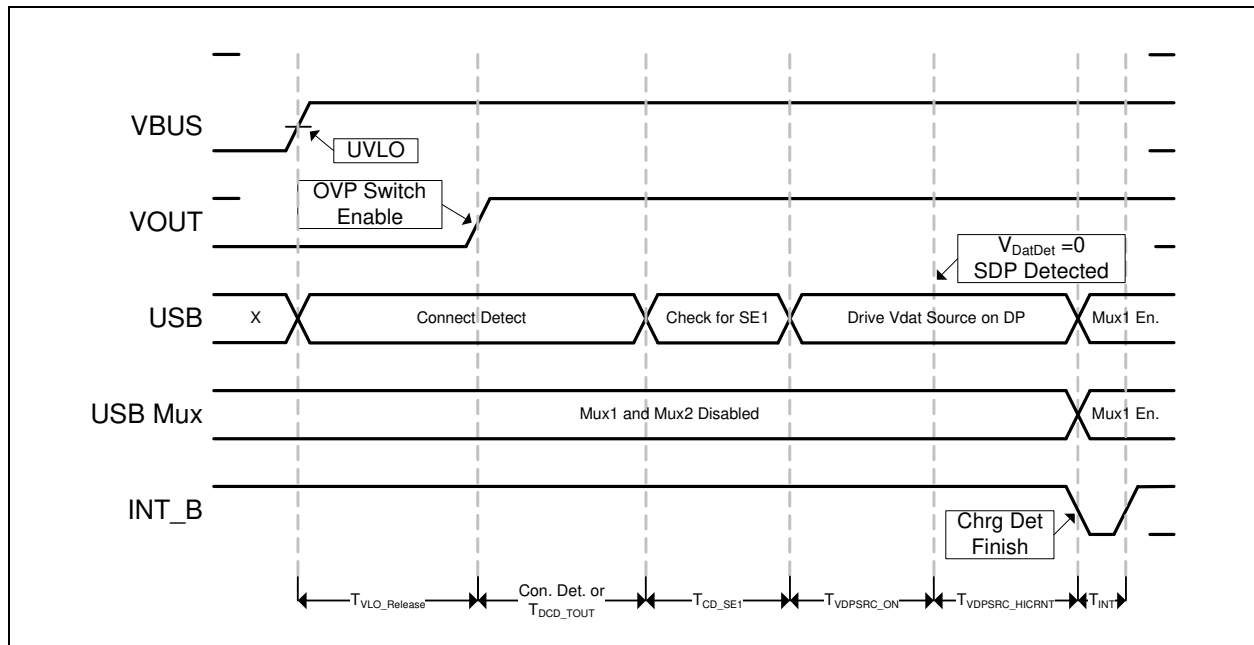 VBUS
UVLO
OVP Switch
Enable
VOUT
V_DatDet =0
SDP Detected
USB
X
Connect Detect
Check for SE1
Drive Vdat Source on DP
Mux1 En.
USB Mux
Mux1 and Mux2 Disabled
Mux1 En.
INT_B
Chrg Det
Finish
T_VLO_Release
Con. Det. or
T_DCD_TOUT
T_CD_SE1
T_VDPSRC_ON
T_VDPSRC_HICRNT
T_INT